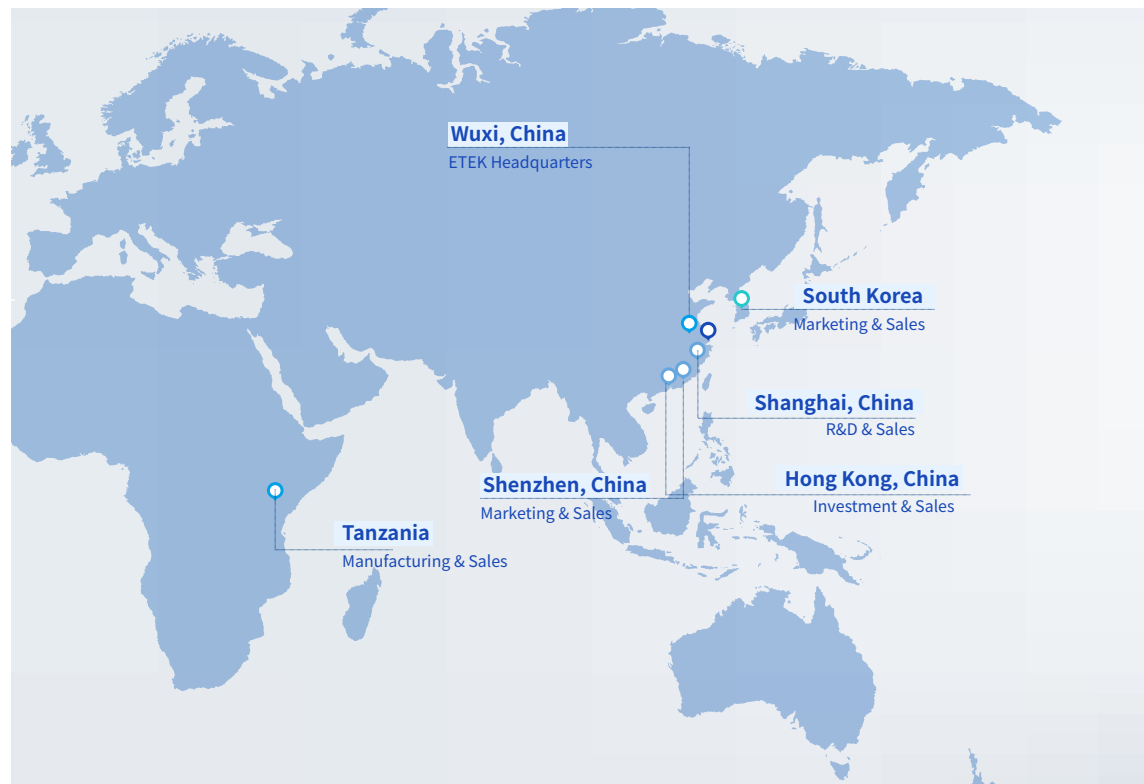 Wuxi, China
ETEK Headquarters
South Korea
Marketing & Sales
Shanghai, China
R&D & Sales
Shenzhen, China
Marketing & Sales
Hong Kong, China
Investment & Sales
Tanzania
Manufacturing & Sales